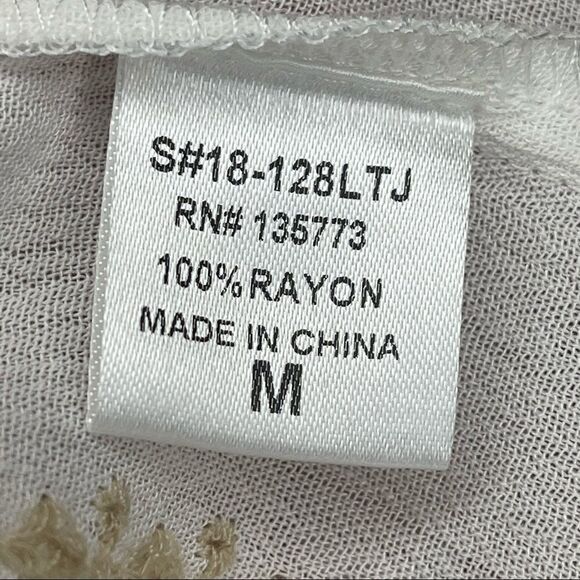 S#18-128LTJ
RN# 135773
100% RAYON
MADE IN CHINA
M